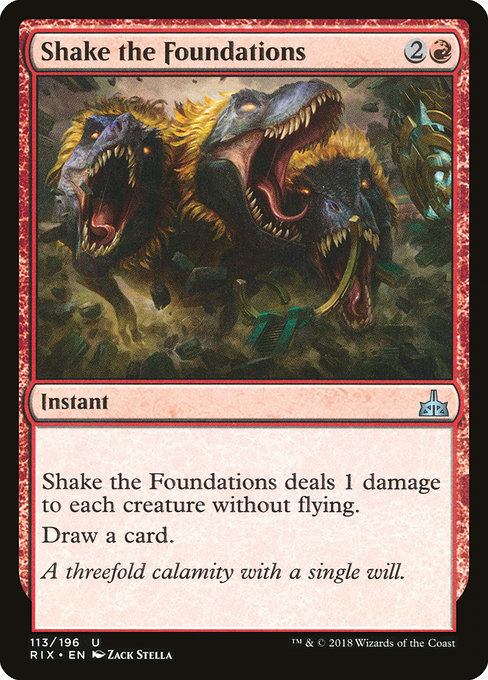 Shake the Foundations 2
Instant
Shake the Foundations deals 1 damage
to each creature without flying.
Draw a card.
A threefold calamity with a single will.
113/196 U
RIX • EN Zack Stella
™ & © 2018 Wizards of the Coast